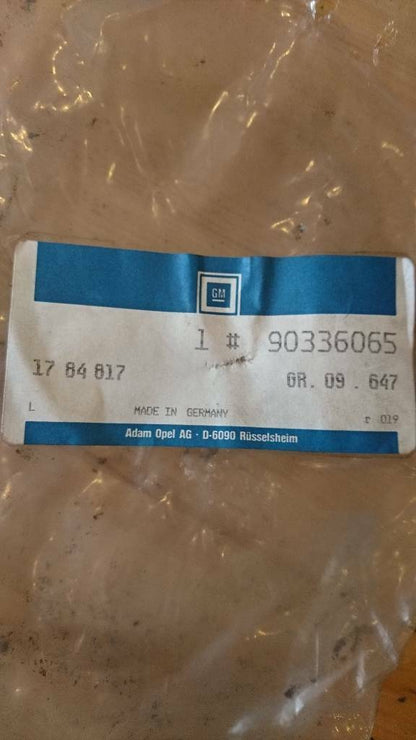 GM
1 # 90336065
17 84 817 GR. 09 . 647
L MADE IN GERMANY r 019
Adam Opel AG · D-6090 Rüsselsheim